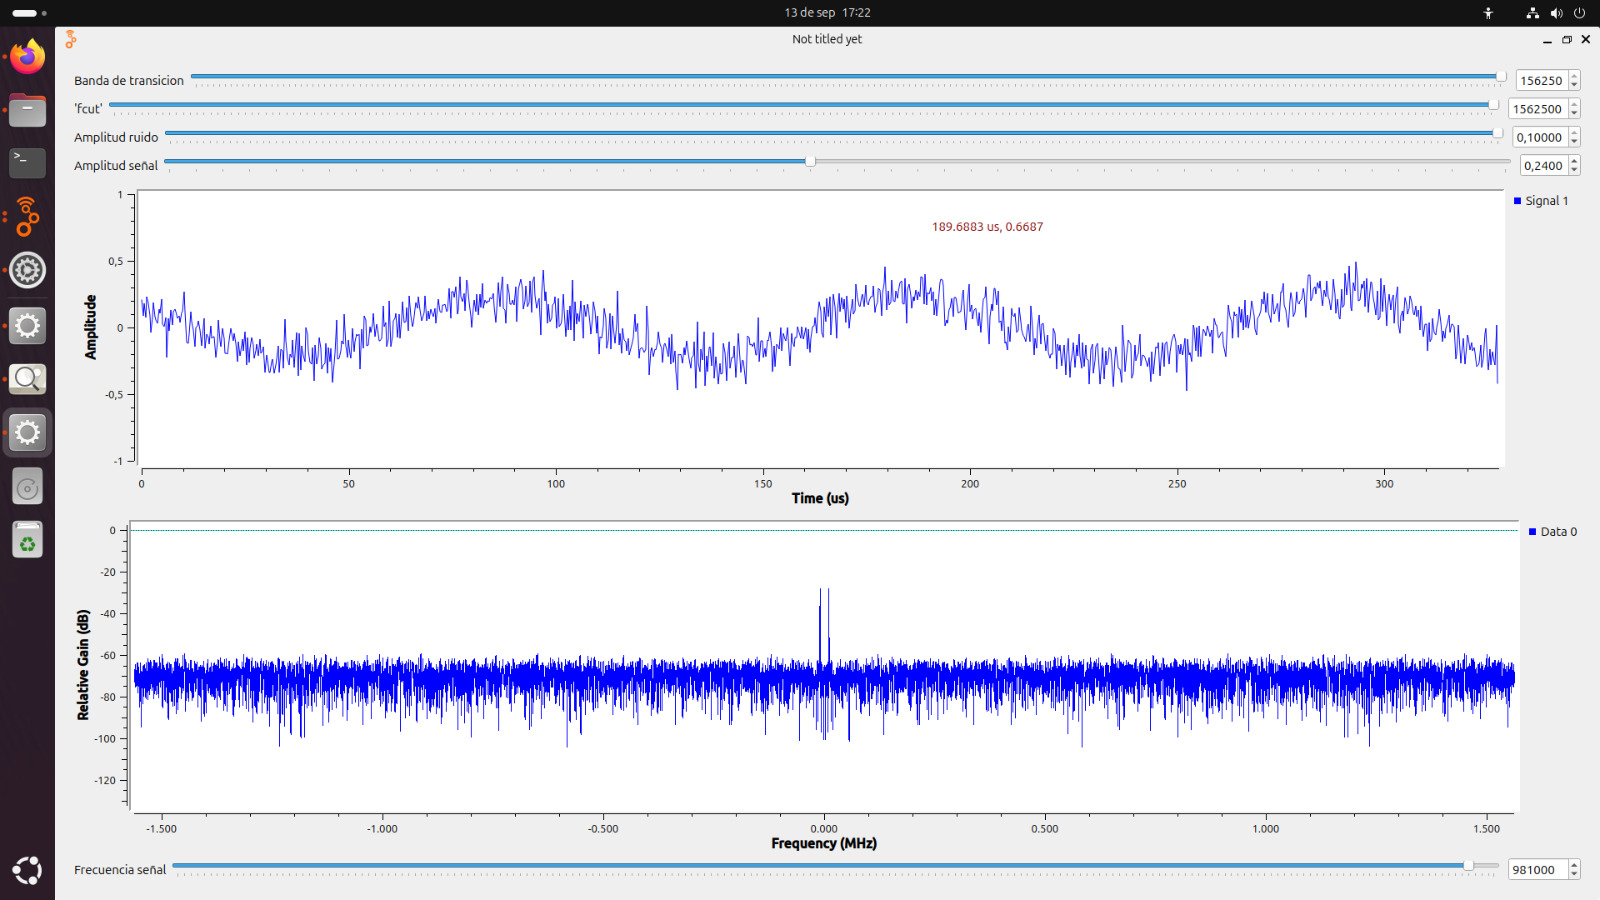 13 de sep 17:22
Not titled yet
Banda de transicion 156250
'fcut' 1562500
Amplitud ruido 0,10000
Amplitud señal 0,2400
1
0,5
0
-0,5
-1
Amplitude
189.6883 us, 0.6687
Signal 1
0 50 100 150 200 250 300
Time (us)
0
-20
-40
-60
-80
-100
-120
Relative Gain (dB)
Data 0
-1.500 -1.000 -0.500 0.000 0.500 1.000 1.500
Frequency (MHz)
Frecuencia señal 981000